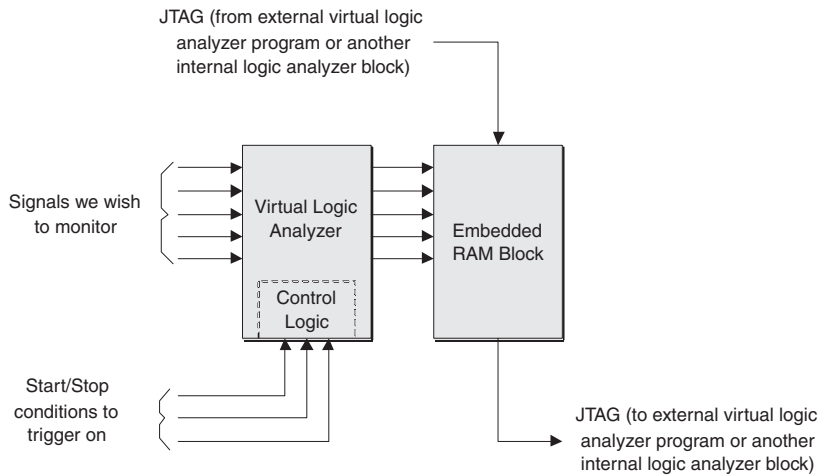 JTAG (from external virtual logic
analyzer program or another
internal logic analyzer block)
Signals we wish
to monitor
Virtual Logic
Analyzer
Control
Logic
Embedded
RAM Block
Start/Stop
conditions to
trigger on
JTAG (to external virtual logic
analyzer program or another
internal logic analyzer block)